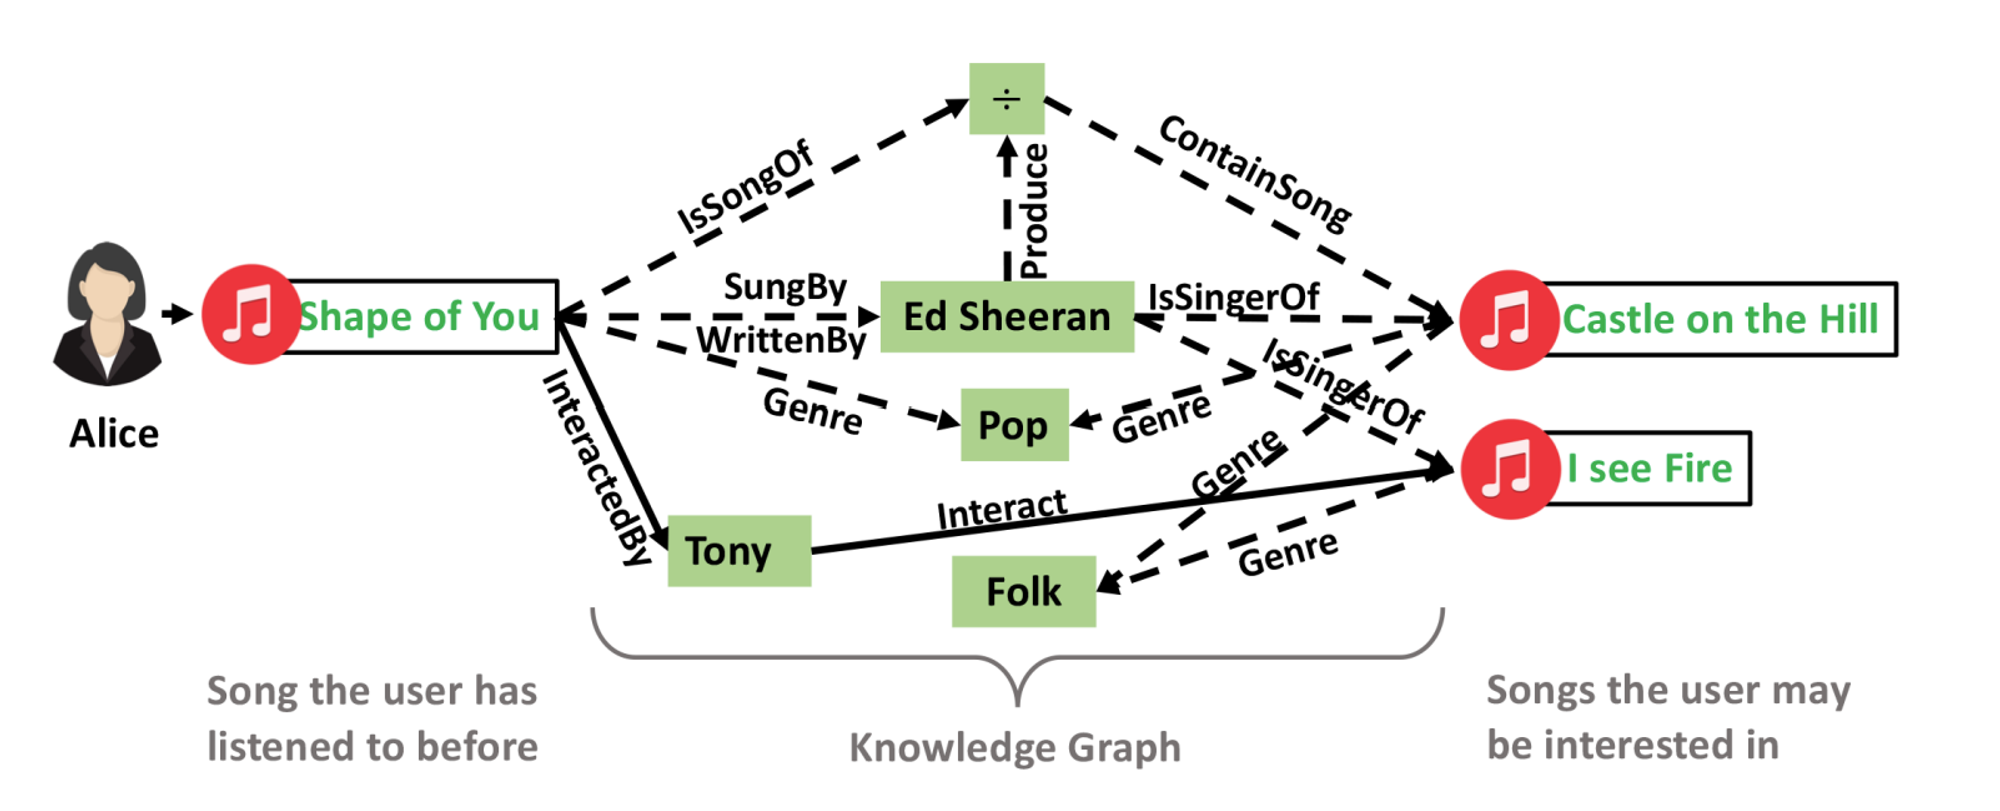 ÷
IsSongOf
ContainSong
Produce
SungBy
WrittenBy
Shape of You
Ed Sheeran
IsSingerOf
Castle on the Hill
IsSingerOf
Alice
Genre
Pop
Genre
InteractedBy
Genre
I see Fire
Interact
Tony
Genre
Folk
Song the user has
listened to before
Knowledge Graph
Songs the user may
be interested in